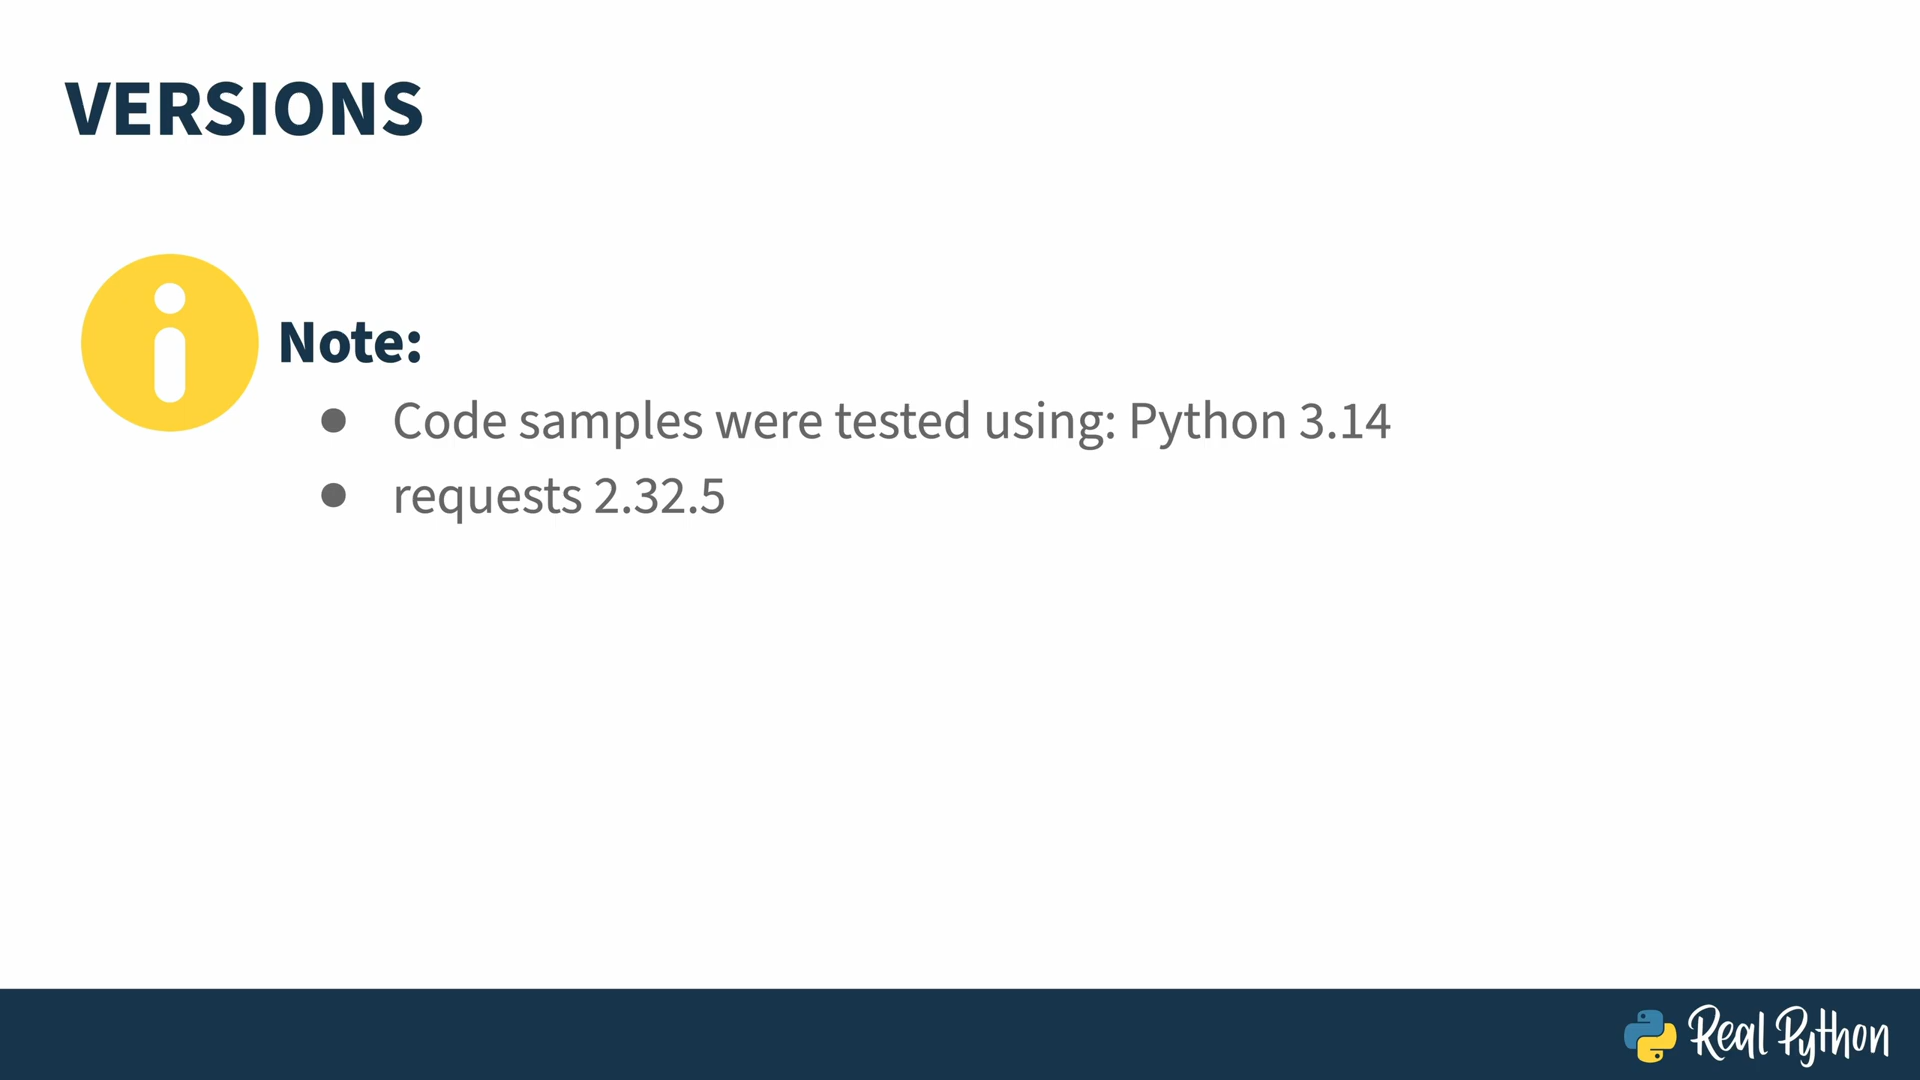 VERSIONS
Note:
● Code samples were tested using: Python 3.14
● requests 2.32.5
Real Python